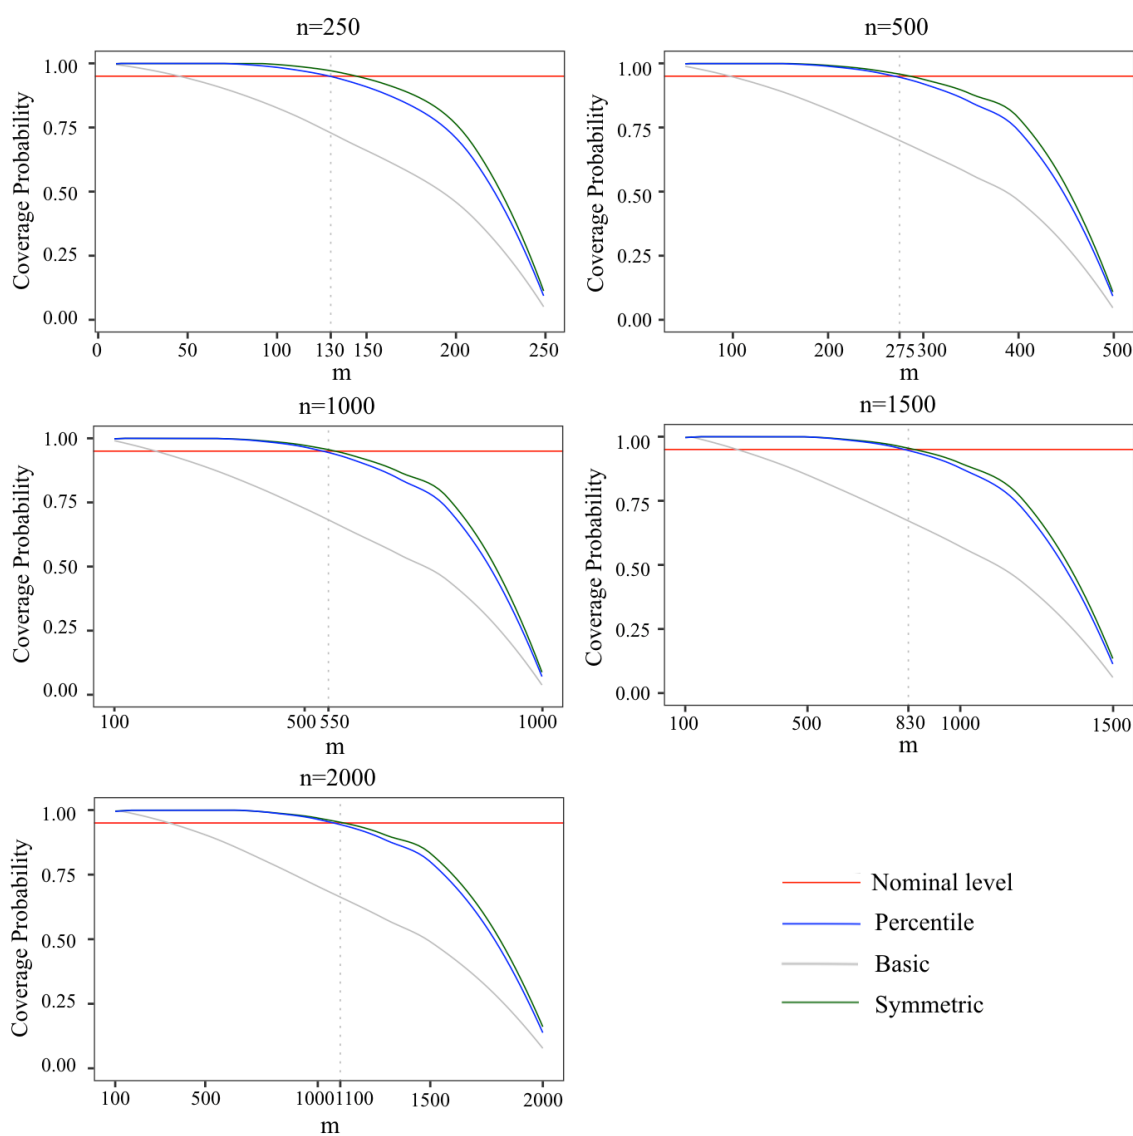 n=250
Coverage Probability
1.00
0.75
0.50
0.25
0.00
0 50 100 130 150 200 250
m
n=500
Coverage Probability
1.00
0.75
0.50
0.25
0.00
100 200 275 300 400 500
m
n=1000
Coverage Probability
1.00
0.75
0.50
0.25
0.00
100 500 550 1000
m
n=1500
Coverage Probability
1.00
0.75
0.50
0.25
0.00
100 500 830 1000 1500
m
n=2000
Coverage Probability
1.00
0.75
0.50
0.25
0.00
100 500 1000 1100 1500 2000
m
Nominal level
Percentile
Basic
Symmetric